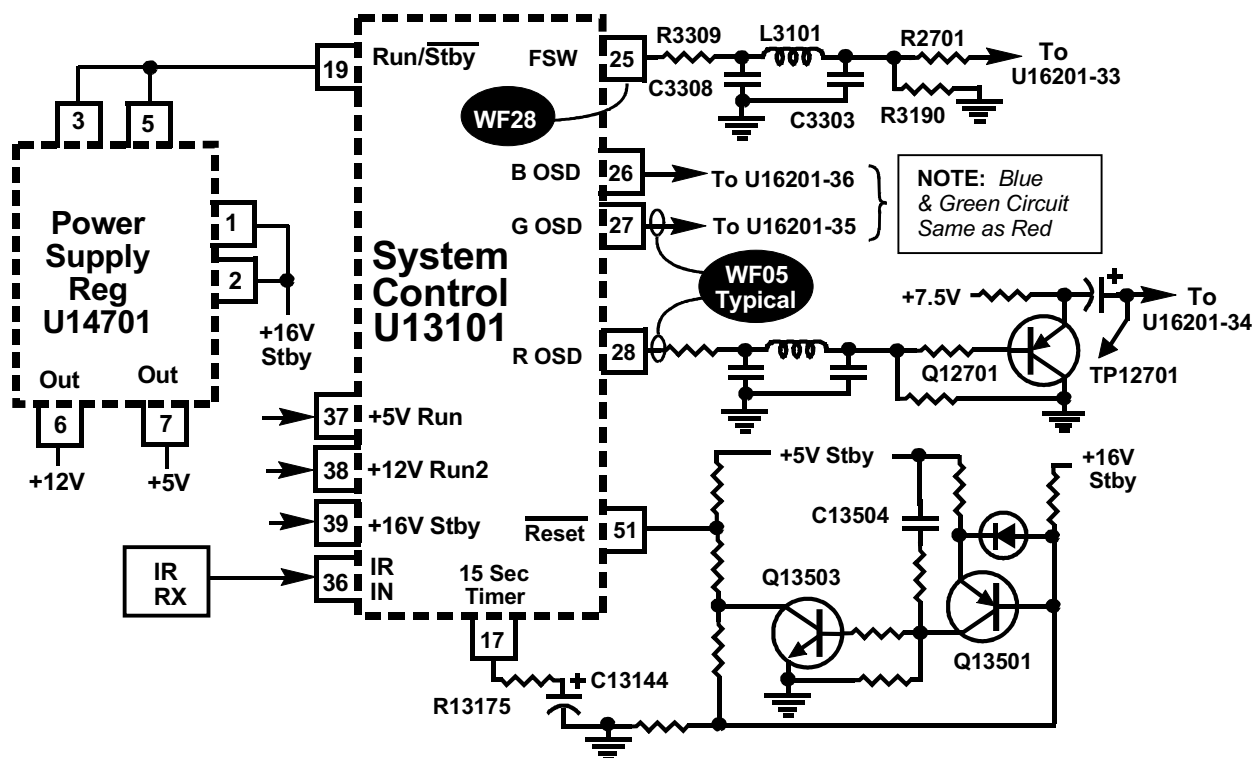 R3309
L3101
R2701
To
U16201-33
19
Run/Stby
FSW
25
C3308
C3303
R3190
3
5
WF28
B OSD
26
To U16201-36
NOTE: Blue
& Green Circuit
Same as Red
1
G OSD
27
To U16201-35
Power
Supply
Reg
U14701
System
Control
U13101
2
WF05
Typical
+7.5V
To
U16201-34
+16V
Stby
R OSD
28
Q12701
TP12701
+
Out
Out
6
7
37
+5V Run
+12V
+5V
38
+12V Run2
+5V Stby
+16V
Stby
39
+16V Stby
Reset
51
C13504
IR
RX
36
IR
IN
15 Sec
Timer
Q13503
17
Q13501
+
C13144
R13175